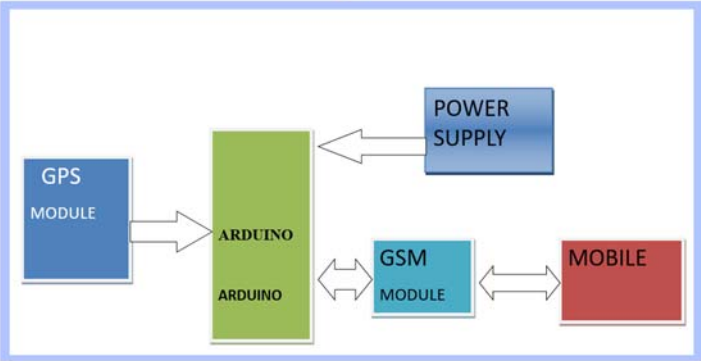 POWER
SUPPLY
GPS
MODULE
ARDUINO
ARDUINO
GSM
MODULE
MOBILE